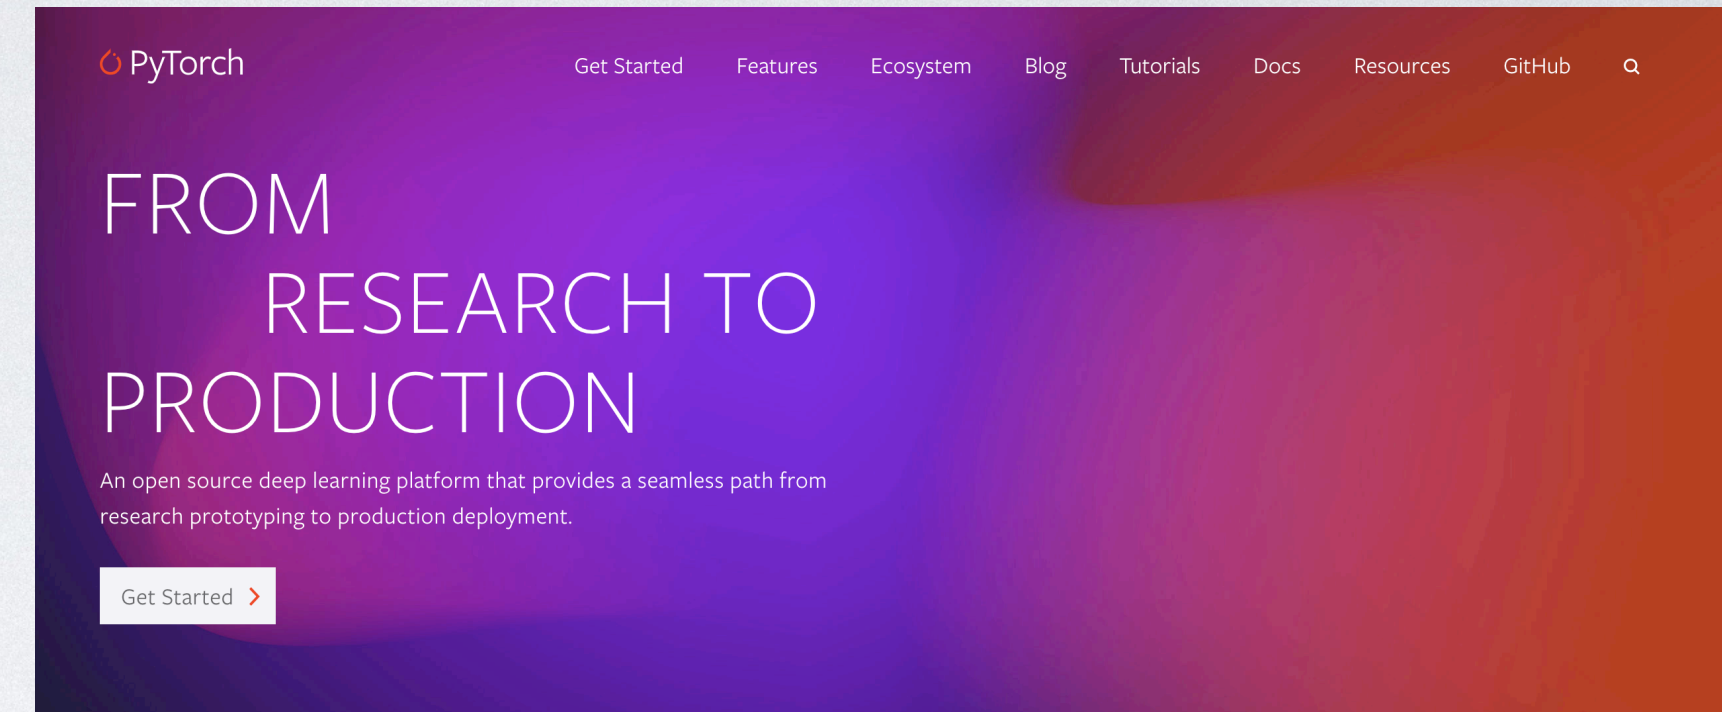 PyTorch
Get Started
Features
Ecosystem
Blog
Tutorials
Docs
Resources
GitHub
FROM
RESEARCH TO
PRODUCTION
An open source deep learning platform that provides a seamless path from
research prototyping to production deployment.
Get Started